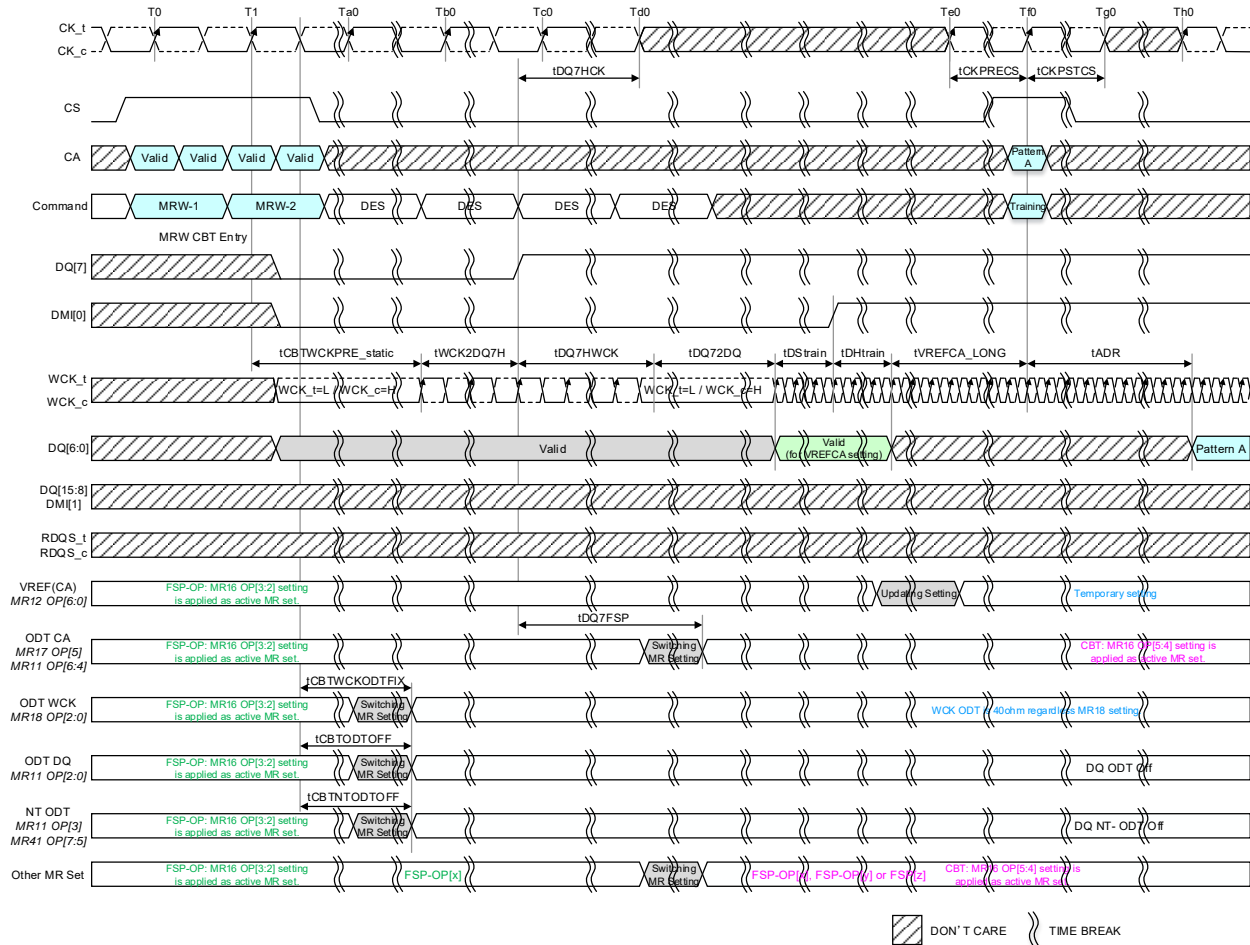 T0 T1 Ta0 Tb0 Tc0 Td0 Te0 Tf0 Tg0 Th0
CK_t
CK_c
tDQ7HCK tCKPRECS tCKPSTCS
CS
CA Valid Valid Valid Valid Pattern
A
Command MRW-1 MRW-2 DES DES DES DES Training
MRW CBT Entry
DQ[7]
DMI[0]
tCBTWCKPRE_static tWCK2DQ7H tDQ7HWCK tDQ72DQ tDStrain tDHtrain tVREFCA_LONG tADR
WCK_t
WCK_c
WCK_t=L / WCK_c=H WCK_t=L / WCK_c=H
DQ[6:0] Valid Valid
(for VREFCA setting) Pattern A
DQ[15:8]
DMI[1]
RDQS_t
RDQS_c
VREF(CA)
MR12 OP[6:0]
FSP-OP: MR16 OP[3:2] setting
is applied as active MR set.
Updating Setting Temporary setting
tDQ7FSP
ODT CA
MR17 OP[5]
MR11 OP[6:4]
FSP-OP: MR16 OP[3:2] setting
is applied as active MR set.
Switching
MR Setting
CBT: MR16 OP[5:4] setting is
applied as active MR set.
tCBTWCKODTFIX
ODT WCK
MR18 OP[2:0]
FSP-OP: MR16 OP[3:2] setting
is applied as active MR set.
Switching
MR Setting
WCK ODT is 40ohm regardless MR18 setting
tCBTODTOFF
ODT DQ
MR11 OP[2:0]
FSP-OP: MR16 OP[3:2] setting
is applied as active MR set.
Switching
MR Setting
DQ ODT Off
tCBTNTODTOFF
NT ODT
MR11 OP[3]
MR41 OP[7:5]
FSP-OP: MR16 OP[3:2] setting
is applied as active MR set.
Switching
MR Setting
DQ NT- ODT Off
Other MR Set
FSP-OP: MR16 OP[3:2] setting
is applied as active MR set.
FSP-OP[x]
Switching
MR Setting
FSP-OP[x], FSP-OP[y] or FSP[z]
CBT: MR16 OP[5:4] setting is
applied as active MR set.
DON'T CARE TIME BREAK